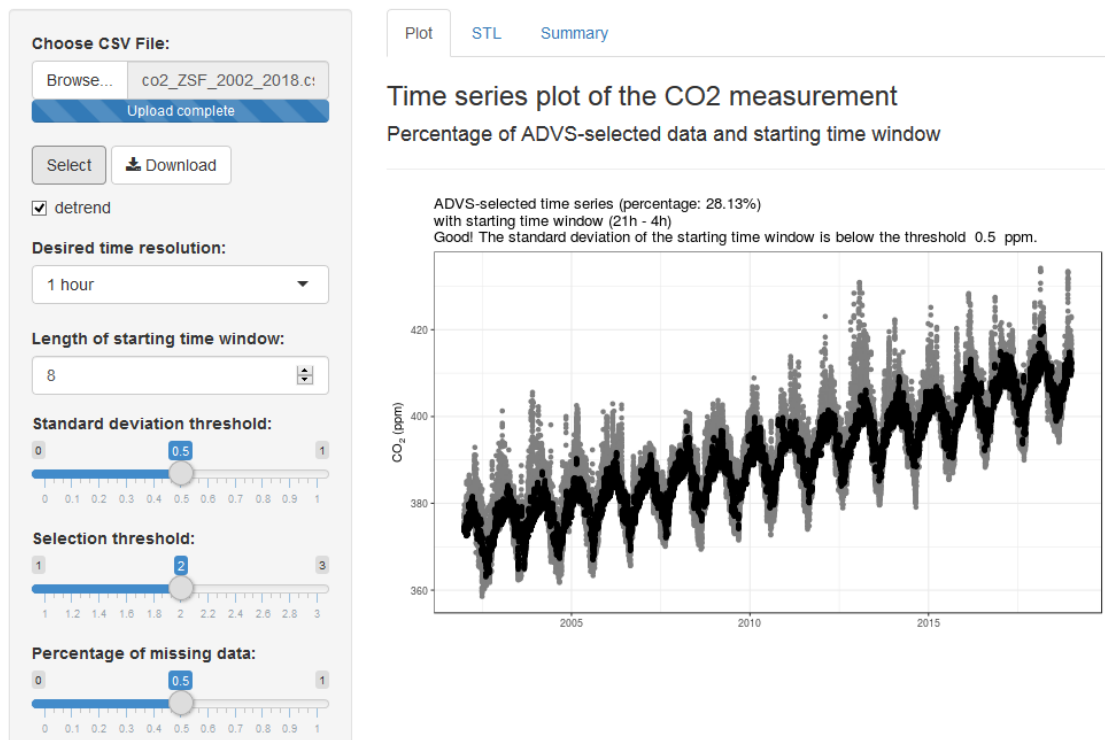 Choose CSV File:
Browse... co2_ZSF_2002_2018.c
Upload complete
Select Download
detrend
Desired time resolution:
1 hour
Length of starting time window:
8
Standard deviation threshold:
0 0.5 1
0 0.1 0.2 0.3 0.4 0.5 0.6 0.7 0.8 0.9 1
Selection threshold:
1 2 3
1 1.2 1.4 1.6 1.8 2 2.2 2.4 2.6 2.8 3
Percentage of missing data:
0 0.5 1
0 0.1 0.2 0.3 0.4 0.5 0.6 0.7 0.8 0.9 1
Plot STL Summary
Time series plot of the CO2 measurement
Percentage of ADVS-selected data and starting time window
ADVS-selected time series (percentage: 28.13%)
with starting time window (21h - 4h)
Good! The standard deviation of the starting time window is below the threshold 0.5 ppm.
CO₂ (ppm)
420
400
380
360
2005 2010 2015